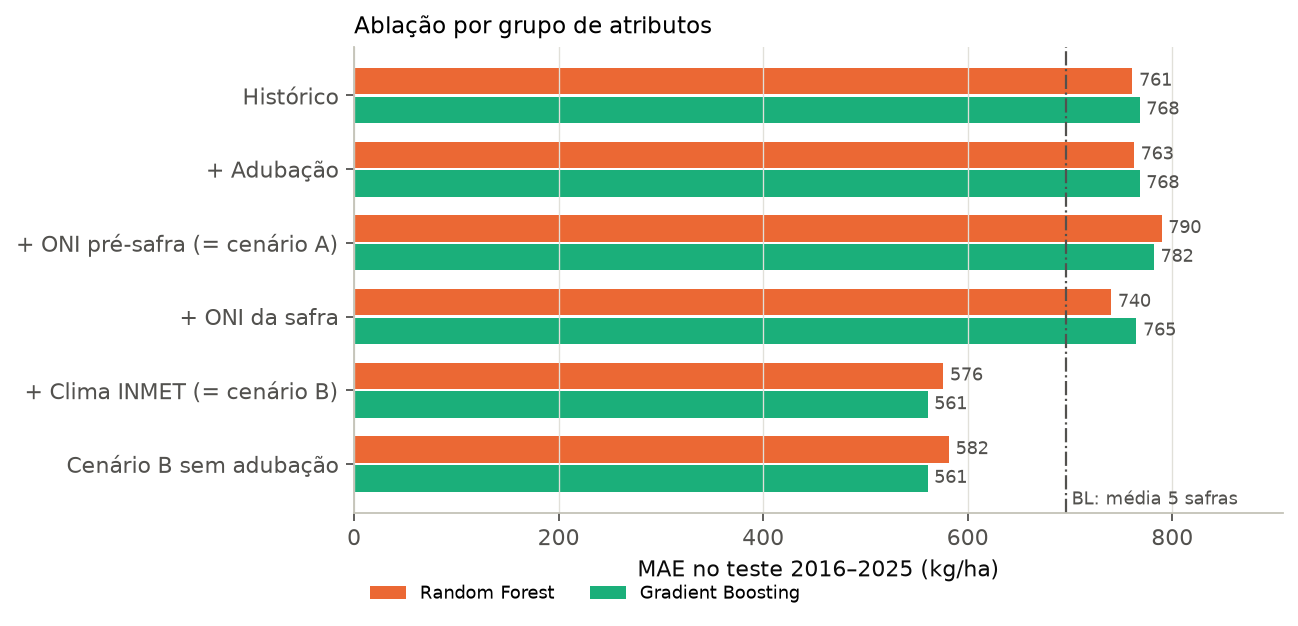 Ablação por grupo de atributos
Histórico
761
768
+ Adubação
763
768
+ ONI pré-safra (= cenário A)
790
782
+ ONI da safra
740
765
+ Clima INMET (= cenário B)
576
561
Cenário B sem adubação
582
561
BL: média 5 safras
0 200 400 600 800
MAE no teste 2016–2025 (kg/ha)
Random Forest Gradient Boosting